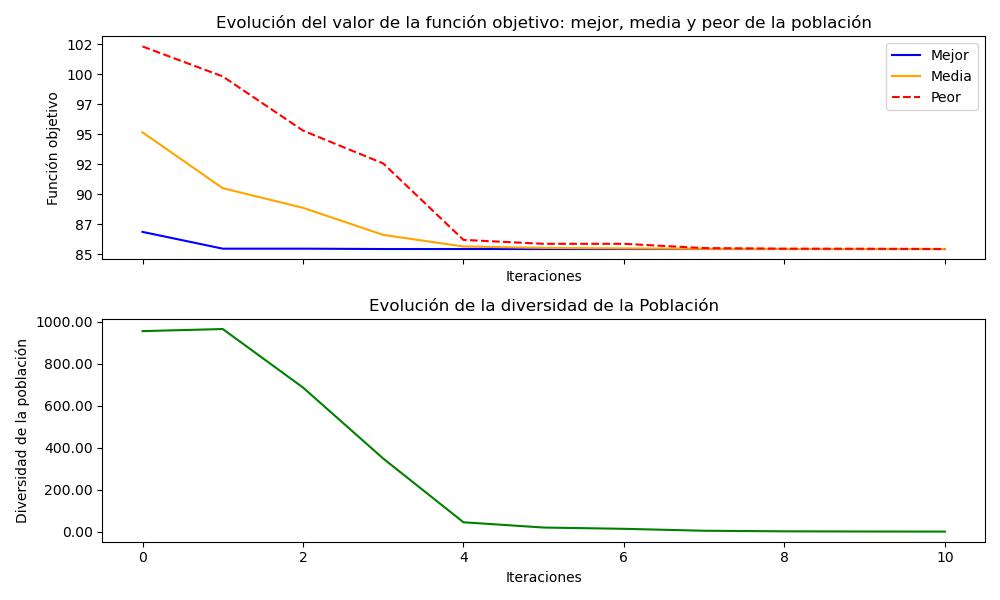 Evolución del valor de la función objetivo: mejor, media y peor de la población
Función objetivo
102
100
97
95
92
90
87
85
Mejor
Media
Peor
Iteraciones
Evolución de la diversidad de la Población
Diversidad de la población
1000.00
800.00
600.00
400.00
200.00
0.00
0 2 4 6 8 10
Iteraciones